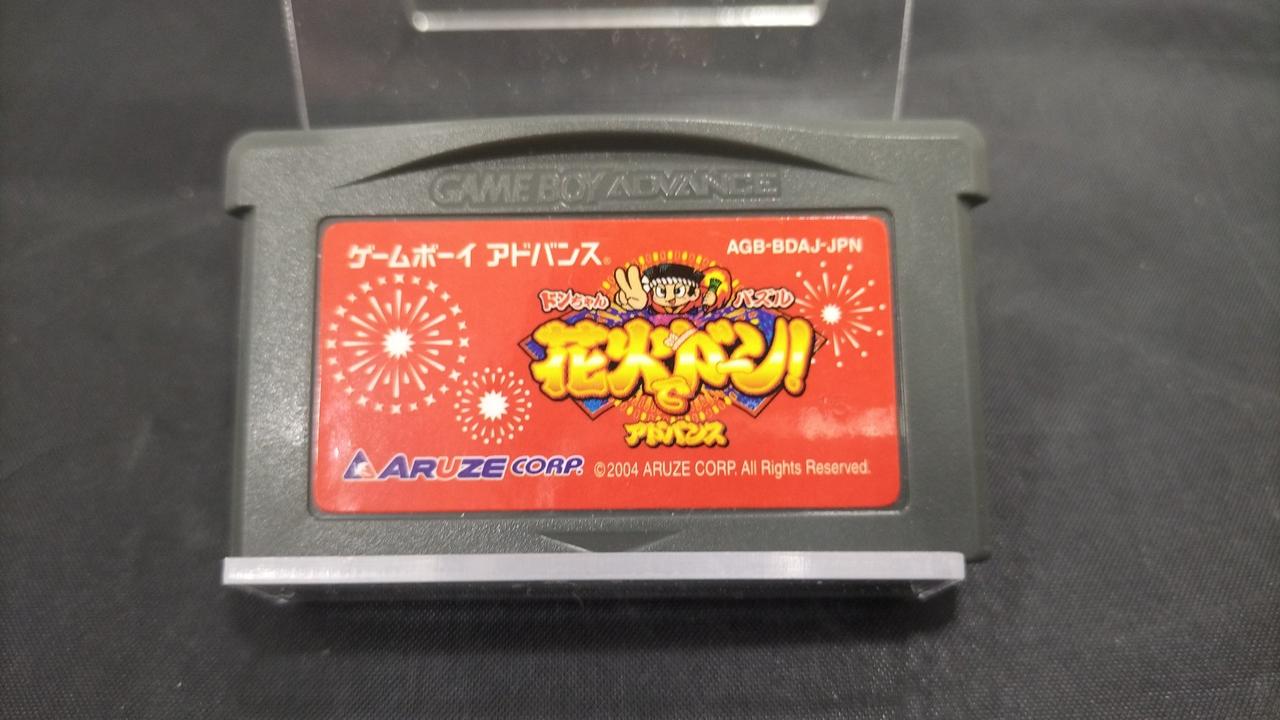 GAME BOY ADVANCE
ゲームボーイ アドバンス®
AGB-BDAJ-JPN
ドンちゃん パズル
花火でドーン!
アドバンス
ARUZE CORP.
©2004 ARUZE CORP. All Rights Reserved.